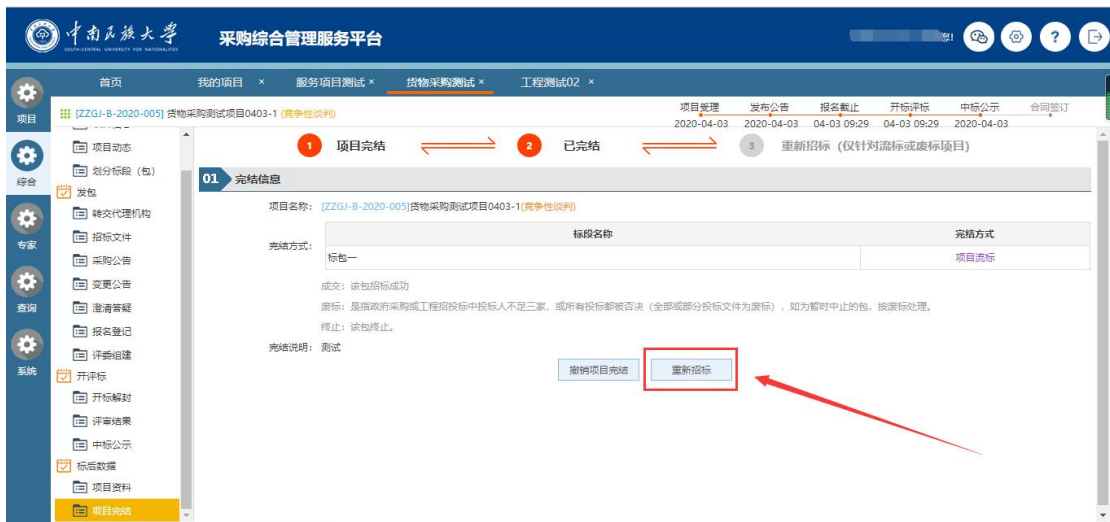 中南民族大学
SOUTH-CENTRAL UNIVERSITY FOR NATIONALITIES
采购综合管理服务平台
您!
?
首页 我的项目 × 服务项目测试 × 货物采购测试 × 工程测试02 ×
项目
综合
专家
查询
系统
[ZZGJ-B-2020-005] 货物采购测试项目0403-1 (竞争性谈判)
项目受理 发布公告 报名截止 开标评标 中标公示 合同签订
2020-04-03 2020-04-03 04-03 09:29 04-03 09:29 2020-04-03
项目动态
划分标段（包）
发包
转交代理机构
招标文件
采购公告
变更公告
澄清答疑
报名登记
评委组建
开评标
开标解封
评审结果
中标公示
标后数据
项目资料
项目完结
1 项目完结 2 已完结 3 重新招标（仅针对流标或废标项目）
01 完结信息
项目名称： [ZZGJ-B-2020-005]货物采购测试项目0403-1(竞争性谈判)
完结方式：
标段名称 完结方式
标包一 项目流标
成交：该包招标成功
废标：是指政府采购或工程招投标中投标人不足三家，或所有投标都被否决（全部或部分投标文件为废标），如为暂时中止的包，按废标处理。
终止：该包终止。
完结说明： 测试
撤销项目完结 重新招标